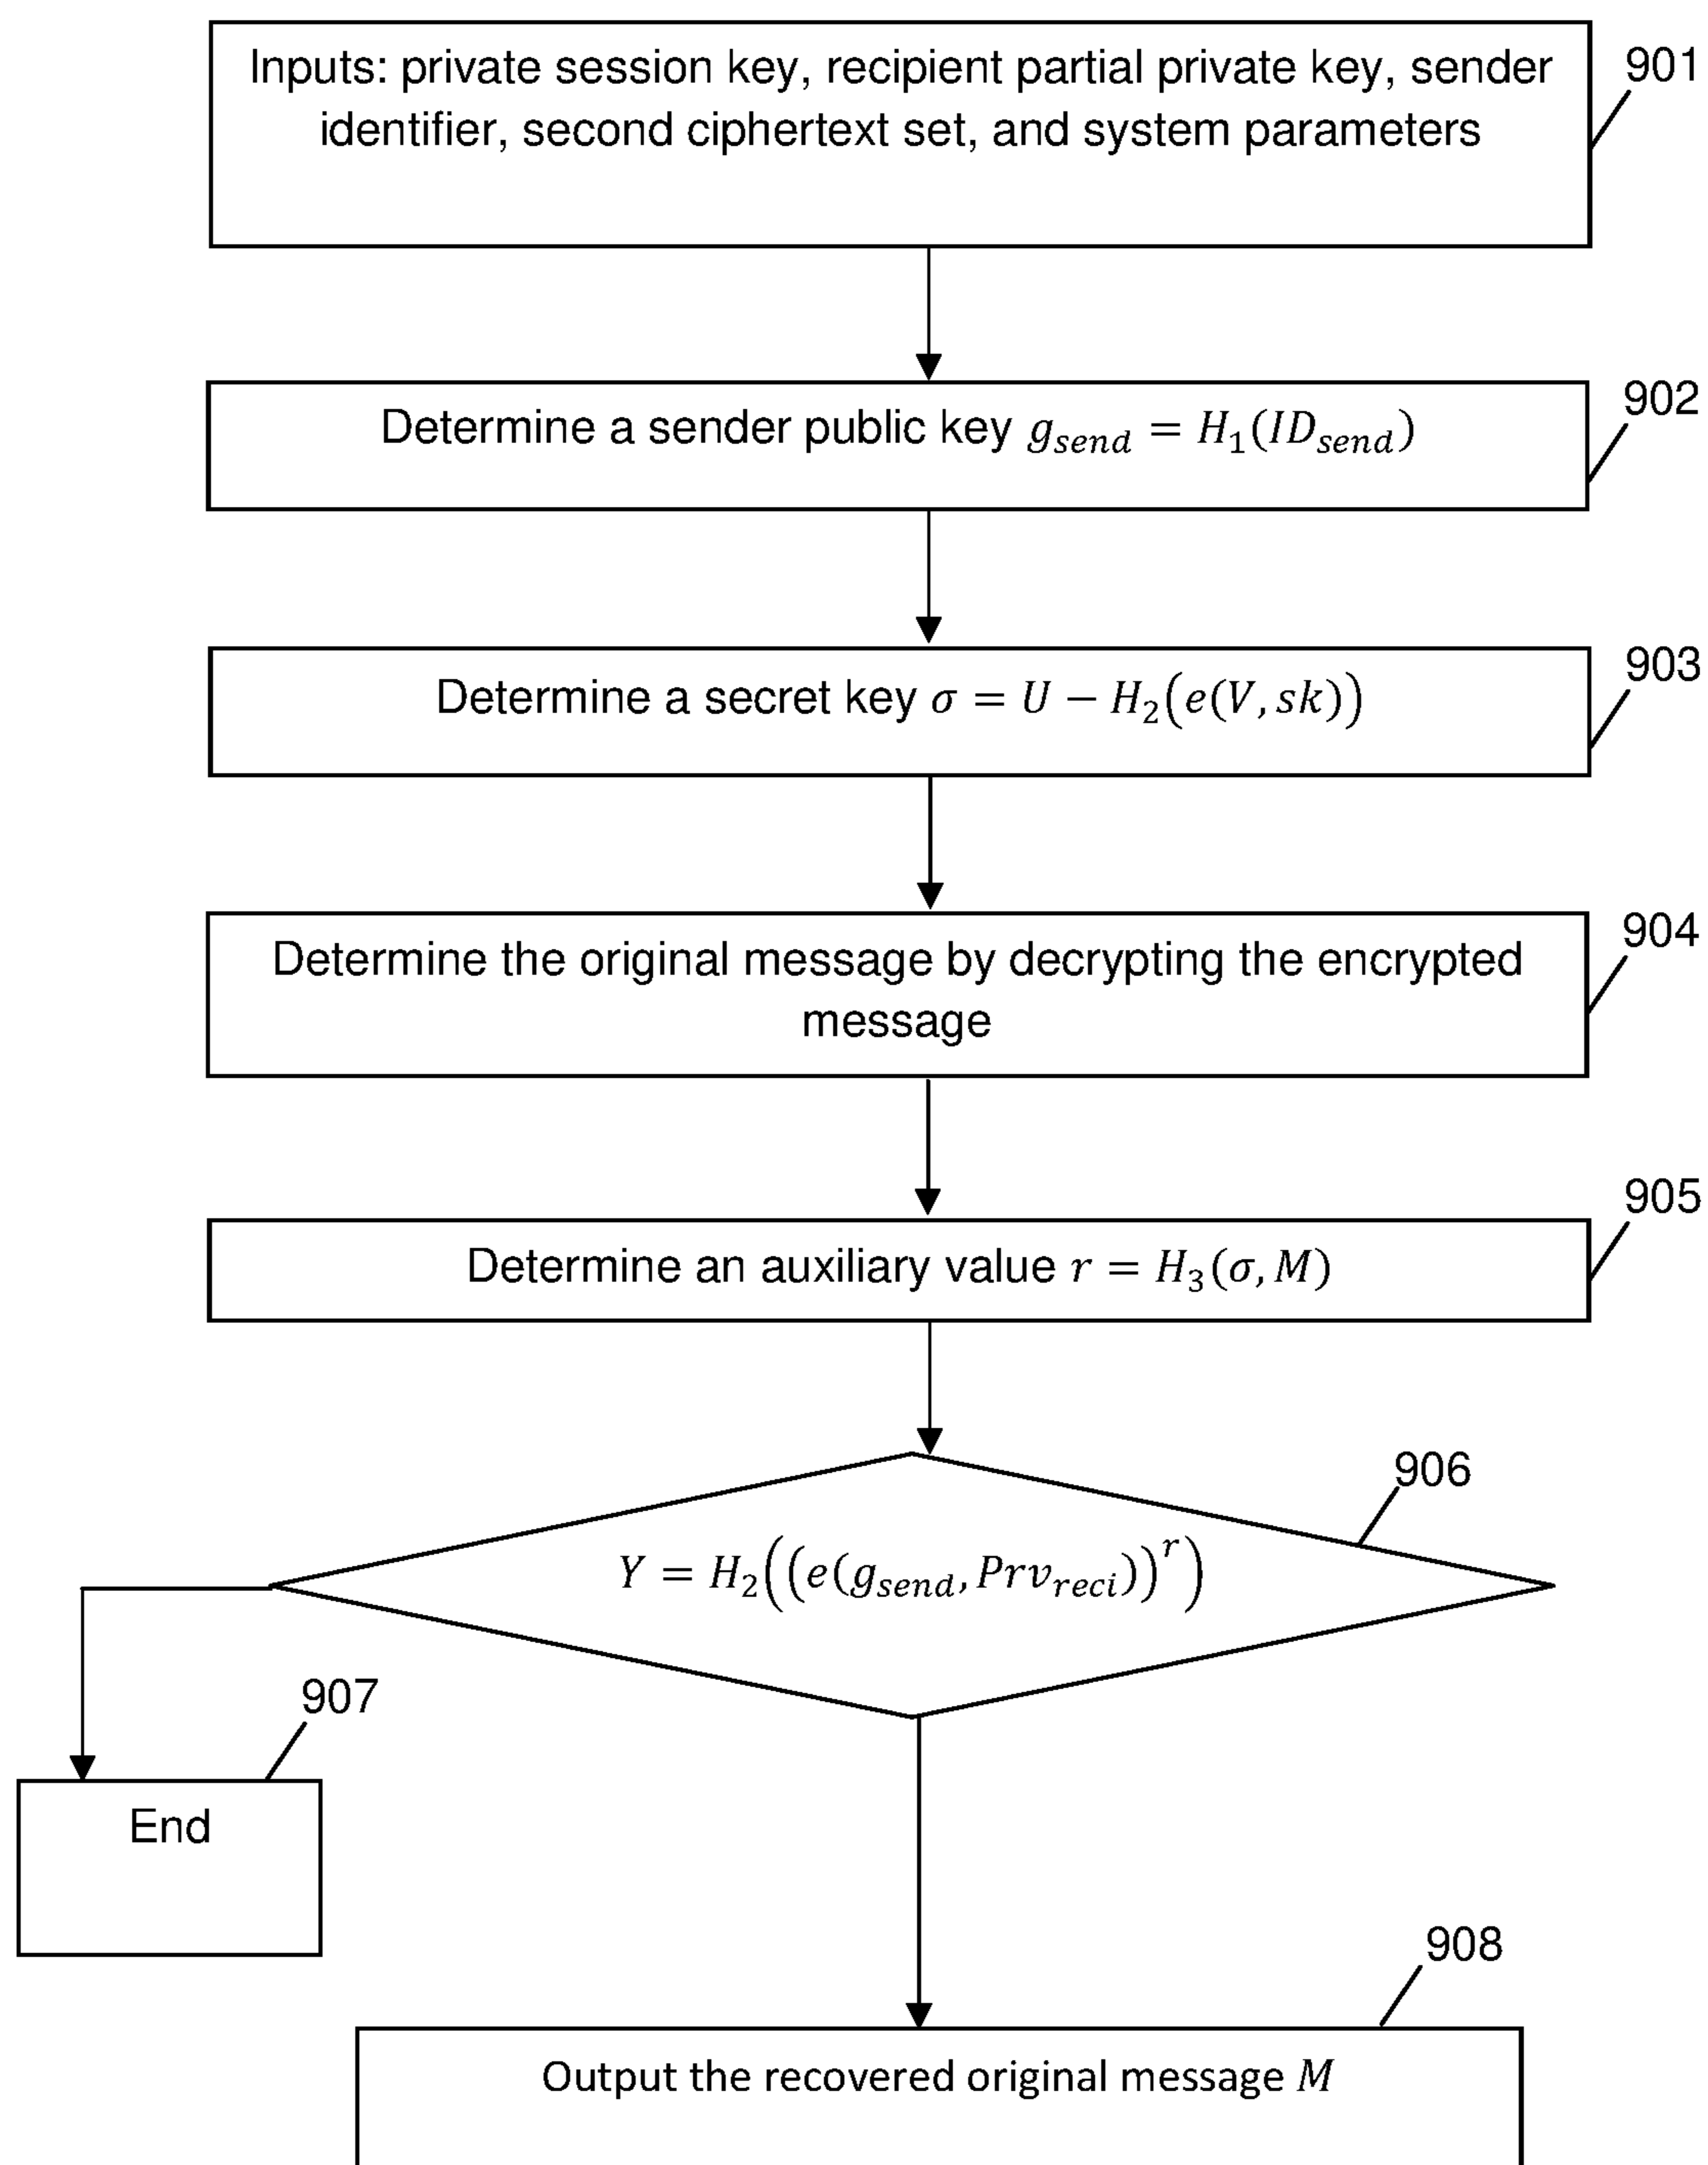 Inputs: private session key, recipient partial private key, sender
identifier, second ciphertext set, and system parameters
901
Determine a sender public key g_send = H_1(ID_send)
902
Determine a secret key σ = U − H_2(e(V, sk))
903
Determine the original message by decrypting the encrypted
message
904
Determine an auxiliary value r = H_3(σ, M)
905
Y = H_2((e(g_send, Prv_reci))^r)
906
End
907
Output the recovered original message M
908